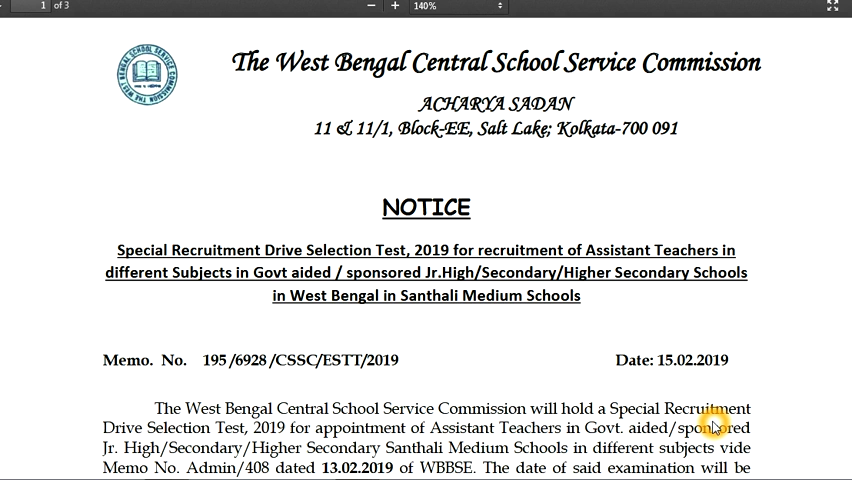 1 of 3 140%
The West Bengal Central School Service Commission
ACHARYA SADAN
11 & 11/1, Block-EE, Salt Lake; Kolkata-700 091
NOTICE
Special Recruitment Drive Selection Test, 2019 for recruitment of Assistant Teachers in
different Subjects in Govt aided / sponsored Jr.High/Secondary/Higher Secondary Schools
in West Bengal in Santhali Medium Schools
Memo. No. 195/6928/CSSC/ESTT/2019 Date: 15.02.2019
The West Bengal Central School Service Commission will hold a Special Recruitment
Drive Selection Test, 2019 for appointment of Assistant Teachers in Govt. aided/sponsored
Jr. High/Secondary/Higher Secondary Santhali Medium Schools in different subjects vide
Memo No. Admin/408 dated 13.02.2019 of WBBSE. The date of said examination will be